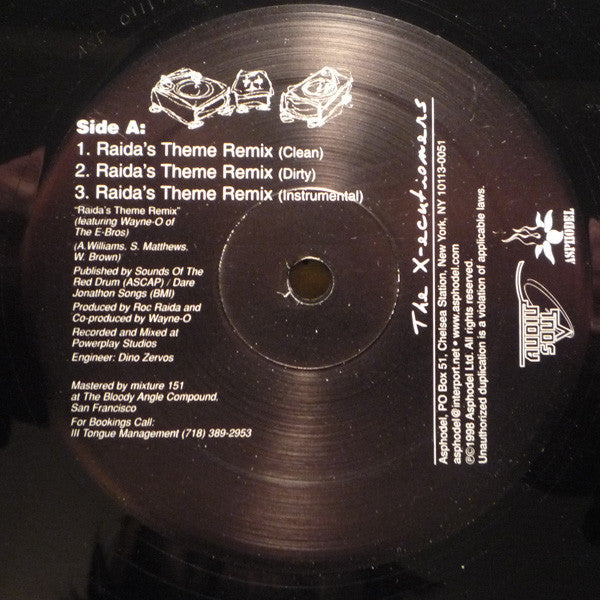 Side A:
1. Raida's Theme Remix (Clean)
2. Raida's Theme Remix (Dirty)
3. Raida's Theme Remix (Instrumental)
"Raida's Theme Remix"
(featuring Wayne-O of
The E-Bros)
(A.Williams. S. Matthews.
W. Brown)
Published by Sounds Of The
Red Drum (ASCAP) / Dare
Jonathon Songs (BMI)
Produced by Roc Raida and
Co-produced by Wayne-O
Recorded and Mixed at
Powerplay Studios
Engineer: Dino Zervos
Mastered by mixture 151
at The Bloody Angle Compound,
San Francisco
For Bookings Call:
III Tongue Management (718) 389-2953
The X-ecutioners
Asphodel, PO Box 51, Chelsea Station, New York, NY 10113-0051
asphodel@interport.net • www.asphodel.com
℗©1998 Asphodel Ltd. All rights reserved.
Unauthorized duplication is a violation of applicable laws.
ASPHODEL